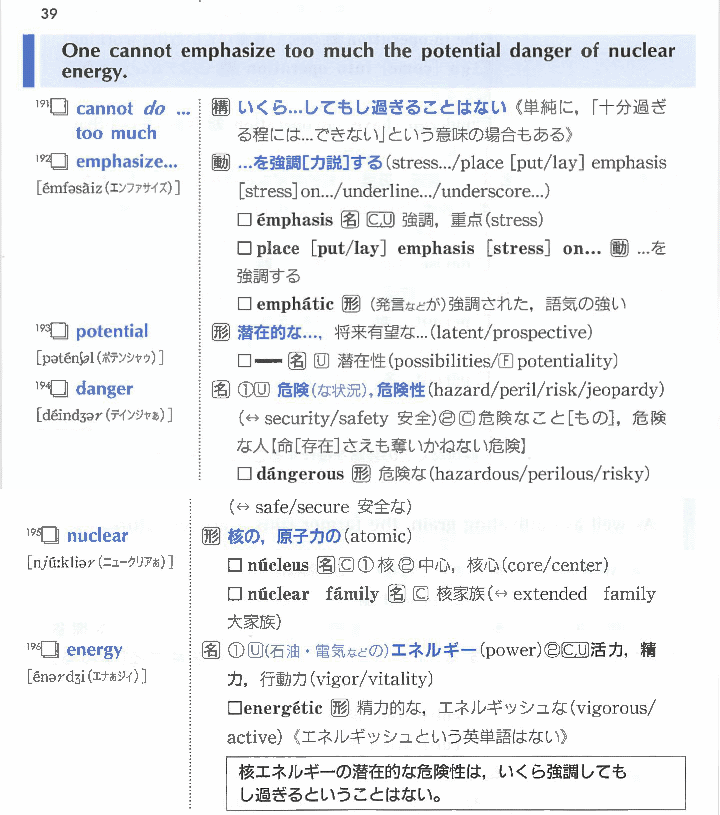 39
One cannot emphasize too much the potential danger of nuclear
energy.
191 cannot do ... 構 いくら…してもし過ぎることはない《単純に，「十分過ぎ
too much る程には…できない」という意味の場合もある》
192 emphasize... 動 …を強調[力説]する(stress.../place [put/lay] emphasis
[émfəsàiz(エンファサイズ)] [stress]on.../underline.../underscore...)
□ émphasis 名 C,U 強調，重点(stress)
□ place [put/lay] emphasis [stress] on... 動 …を
強調する
□ emphátic 形 (発言などが)強調された，語気の強い
193 potential 形 潜在的な…，将来有望な…(latent/prospective)
[pəténʃəl(ポテンシャゥ)] □━ 名 U 潜在性(possibilities/F potentiality)
194 danger 名 ①U 危険(な状況)，危険性(hazard/peril/risk/jeopardy)
[déindʒər(デインジャぁ)] (↔ security/safety 安全)②C危険なこと[もの]，危険
な人【命[存在]さえも奪いかねない危険】
□ dángerous 形 危険な(hazardous/perilous/risky)
(↔ safe/secure 安全な)
195 nuclear 形 核の，原子力の(atomic)
[njúːkliər(ニュークリアぁ)] □ núcleus 名C①核②中心，核心(core/center)
□ núclear fámily 名 C 核家族(↔ extended family
大家族)
196 energy 名 ①U(石油・電気などの)エネルギー(power)②C,U活力，精
[énərdʒi(エナぁジィ)] 力，行動力(vigor/vitality)
□energétic 形 精力的な，エネルギッシュな(vigorous/
active)《エネルギッシュという英単語はない》
核エネルギーの潜在的な危険性は，いくら強調しても
し過ぎるということはない。